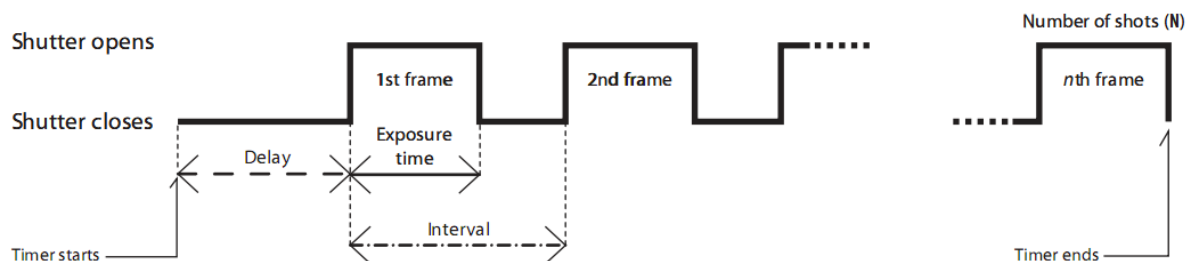 Number of shots (N)
Shutter opens
1st frame
2nd frame
nth frame
Shutter closes
Exposure
time
Delay
Interval
Timer starts
Timer ends